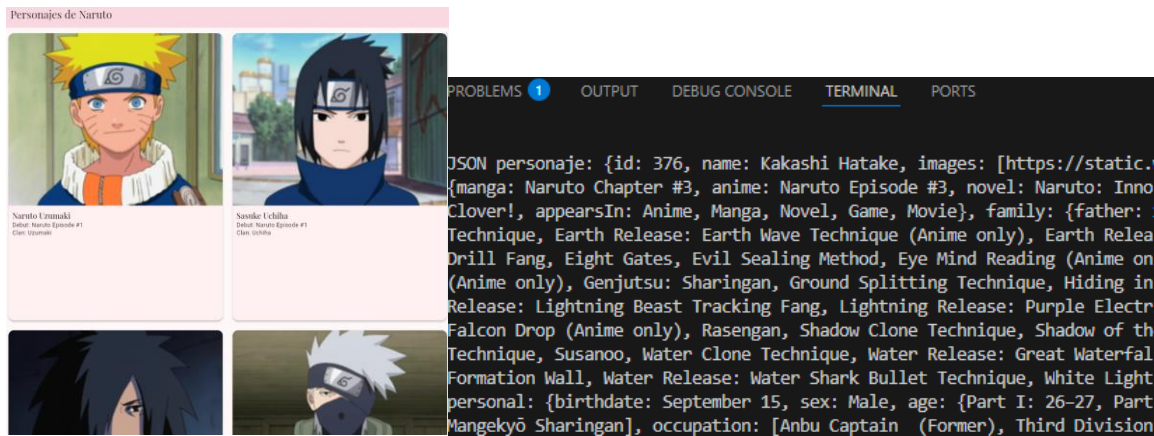 Personajes de Naruto
Naruto Uzumaki
Debut: Naruto Episode #1
Clan: Uzumaki
Sasuke Uchiha
Debut: Naruto Episode #1
Clan: Uchiha
PROBLEMS 1 OUTPUT DEBUG CONSOLE TERMINAL PORTS
JSON personaje: {id: 376, name: Kakashi Hatake, images: [https://static.
{manga: Naruto Chapter #3, anime: Naruto Episode #3, novel: Naruto: Inno
Clover!, appearsIn: Anime, Manga, Novel, Game, Movie}, family: {father:
Technique, Earth Release: Earth Wave Technique (Anime only), Earth Relea
Drill Fang, Eight Gates, Evil Sealing Method, Eye Mind Reading (Anime on
(Anime only), Genjutsu: Sharingan, Ground Splitting Technique, Hiding in
Release: Lightning Beast Tracking Fang, Lightning Release: Purple Electr
Falcon Drop (Anime only), Rasengan, Shadow Clone Technique, Shadow of th
Technique, Susanoo, Water Clone Technique, Water Release: Great Waterfal
Formation Wall, Water Release: Water Shark Bullet Technique, White Light
personal: {birthdate: September 15, sex: Male, age: {Part I: 26–27, Part
Mangekyō Sharingan], occupation: [Anbu Captain (Former), Third Division